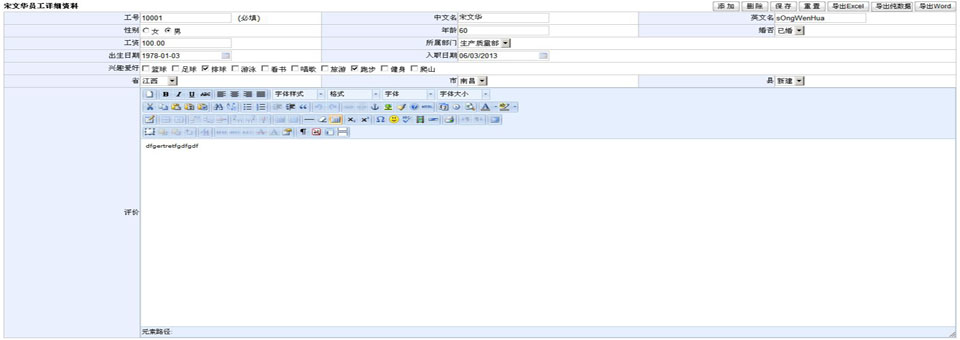 宋文华员工详细资料 添加 删除 保存 重置 导出Excel 导出纯数据 导出Word
工号 10001 (必填) 中文名 宋文华 英文名 sOngWenHua
性别 女 男 年龄 60 婚否 已婚
工资 100.00 所属部门 生产质量部
出生日期 1978-01-03 入职日期 06/03/2013
兴趣爱好 篮球 足球 排球 游泳 看书 唱歌 旅游 跑步 健身 爬山
省 江西 市 南昌 县 新建
B I U ABC 字体样式 格式 字体 字体大小
HTML
评价 dfgertretfgdfgdf
元素路径: